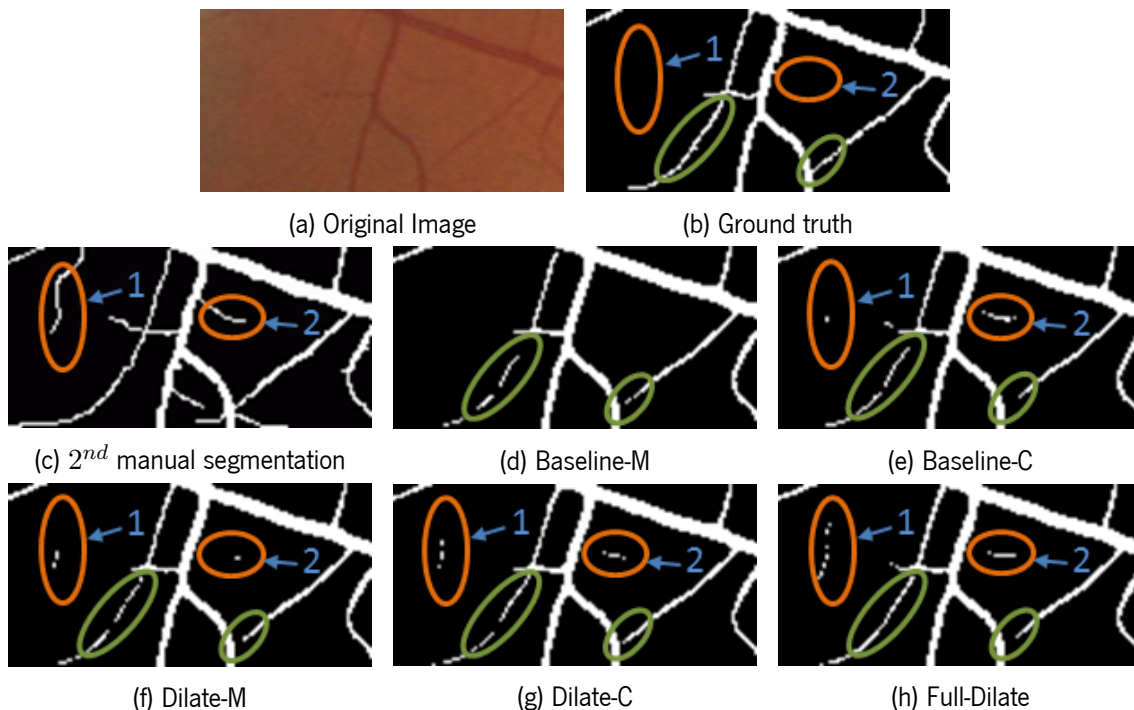 1
2
(a) Original Image
(b) Ground truth
1
2
1
2
(c) 2nd manual segmentation
(d) Baseline-M
(e) Baseline-C
1
2
1
2
1
2
(f) Dilate-M
(g) Dilate-C
(h) Full-Dilate